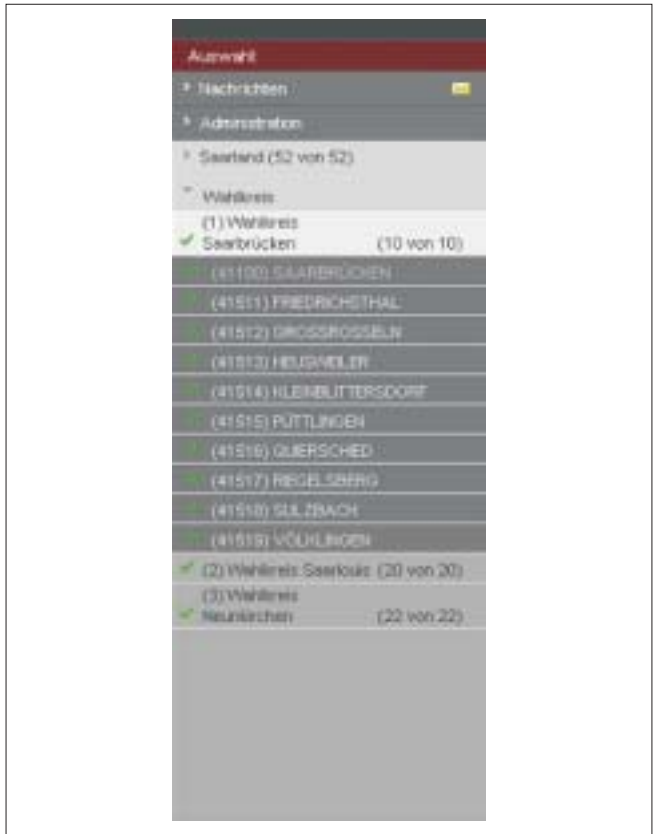 Auswahl
Nachrichten
Administration
Saarland (52 von 52)
Wahlkreis
(1) Wahlkreis
Saarbrücken (10 von 10)
(41100) SAARBRÜCKEN
(41511) FRIEDRICHSTHAL
(41512) GROSSROSSELN
(41513) HEUSWEILER
(41514) KLEINBLITTERSDORF
(41515) PÜTTLINGEN
(41516) QUIERSCHIED
(41517) RIEGELSBERG
(41518) SULZBACH
(41519) VÖLKLINGEN
(2) Wahlkreis Saarlouis (20 von 20)
(3) Wahlkreis
Neunkirchen (22 von 22)